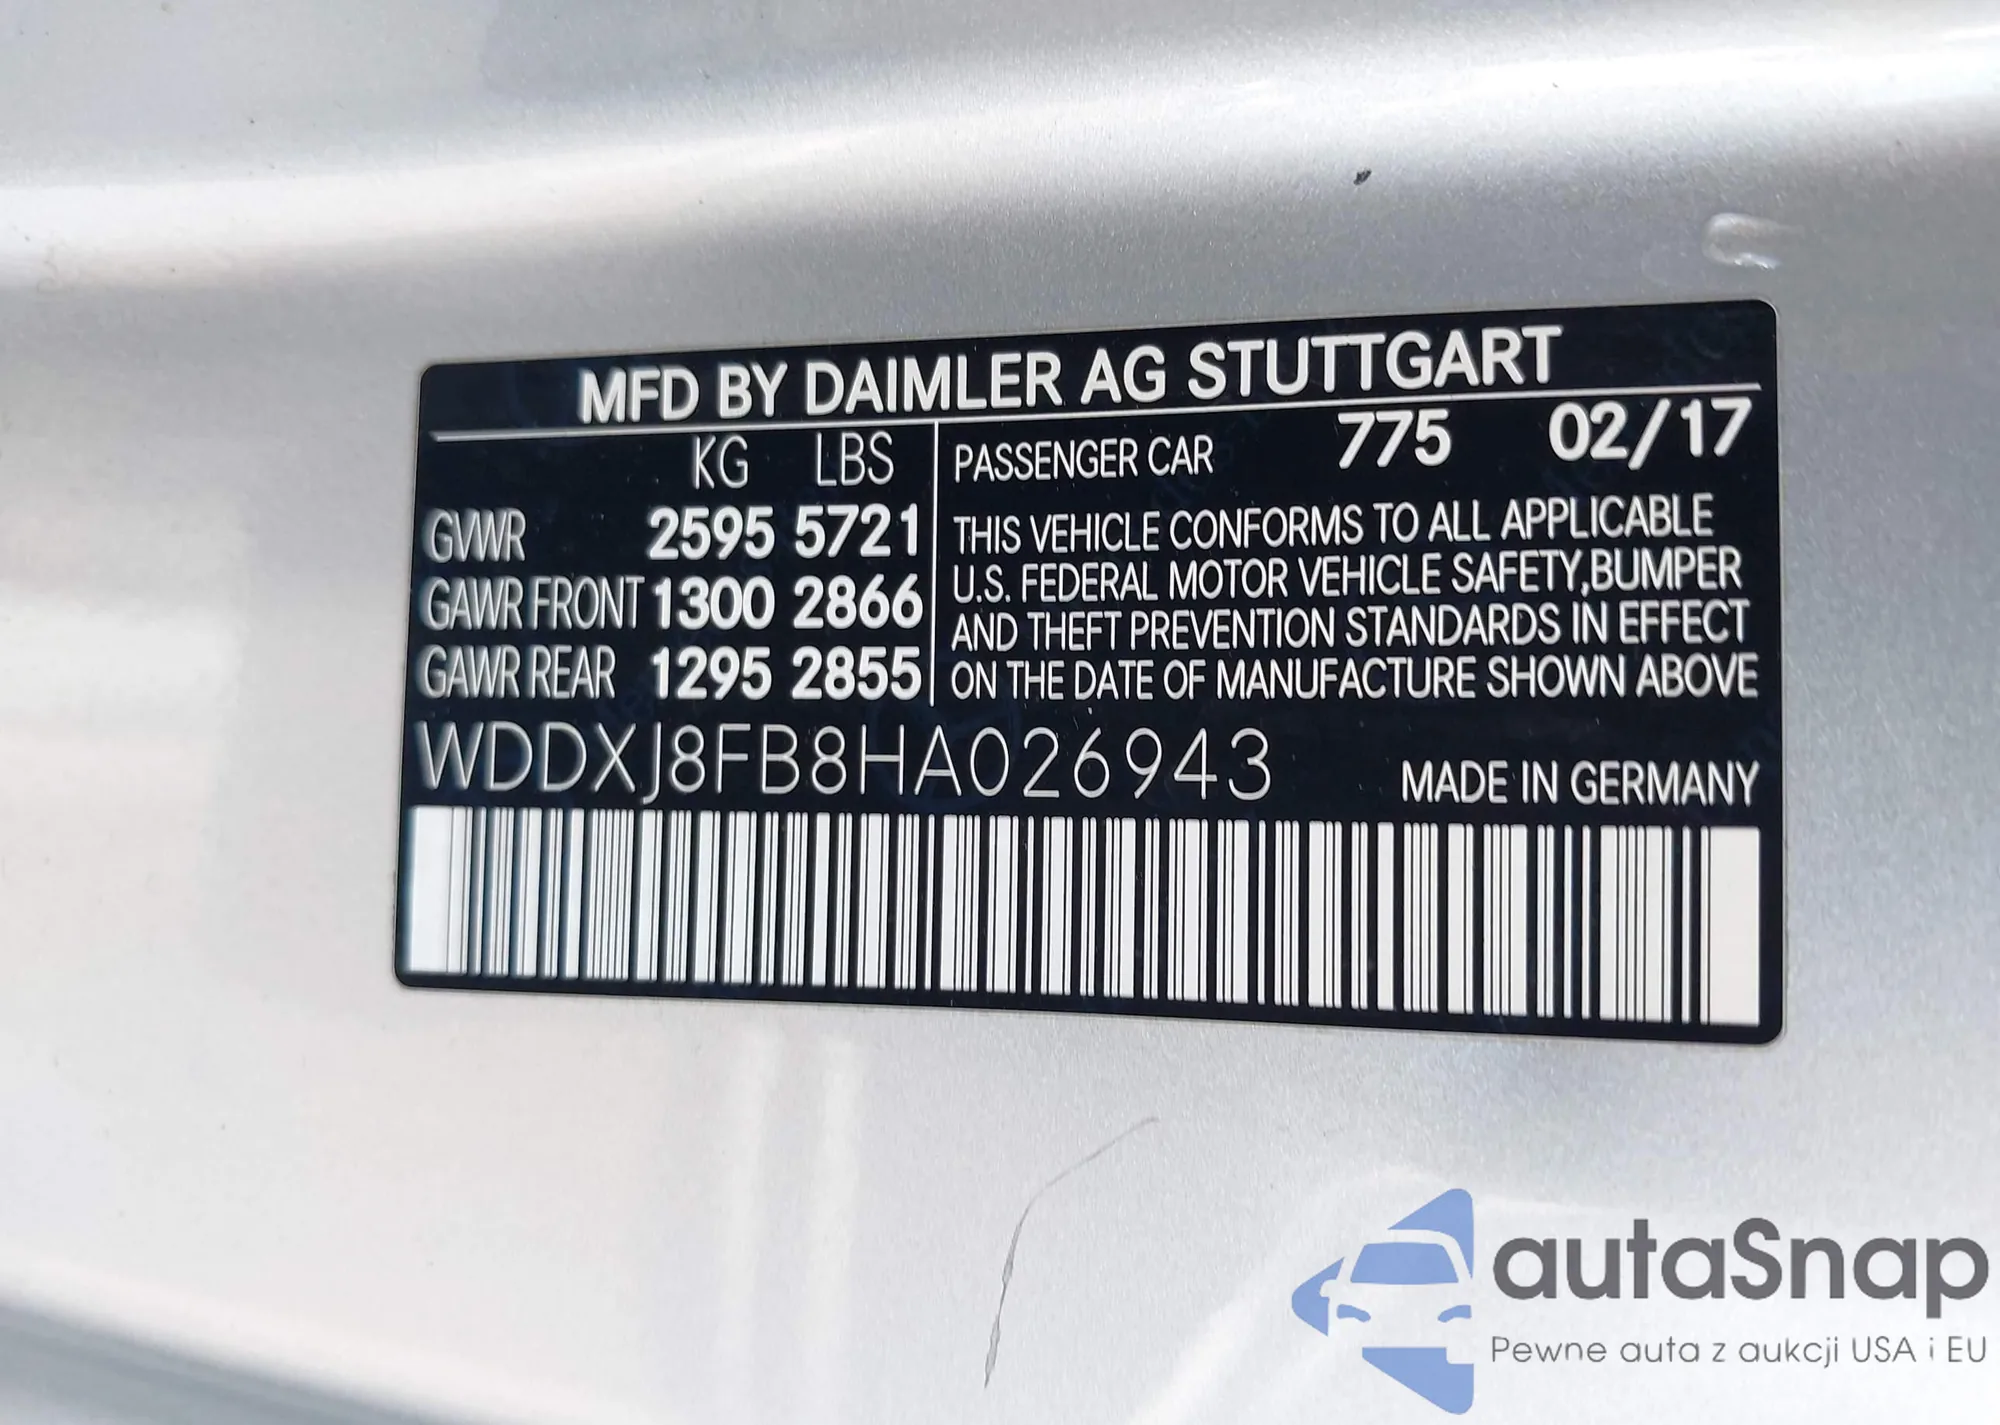 MFD BY DAIMLER AG STUTTGART
KG LBS
PASSENGER CAR 775 02/17
GVWR 2595 5721
GAWR FRONT 1300 2866
GAWR REAR 1295 2855
THIS VEHICLE CONFORMS TO ALL APPLICABLE
U.S. FEDERAL MOTOR VEHICLE SAFETY,BUMPER
AND THEFT PREVENTION STANDARDS IN EFFECT
ON THE DATE OF MANUFACTURE SHOWN ABOVE
WDDXJ8FB8HA026943
MADE IN GERMANY
autaSnap
Pewne auta z aukcji USA i EU